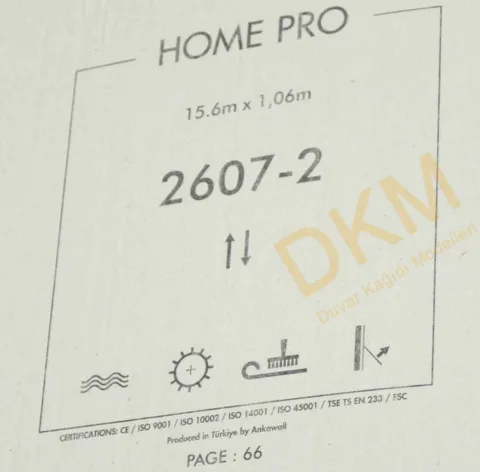 HOME PRO
15.6m x 1,06m
2607-2
DKM
Duvar Kağıdı Modelleri
CERTIFICATIONS: CE / ISO 9001 / ISO 10002 / ISO 14001 / ISO 45001 / TSE TS EN 233 / FSC
Produced in Türkiye by Ankawall
PAGE : 66